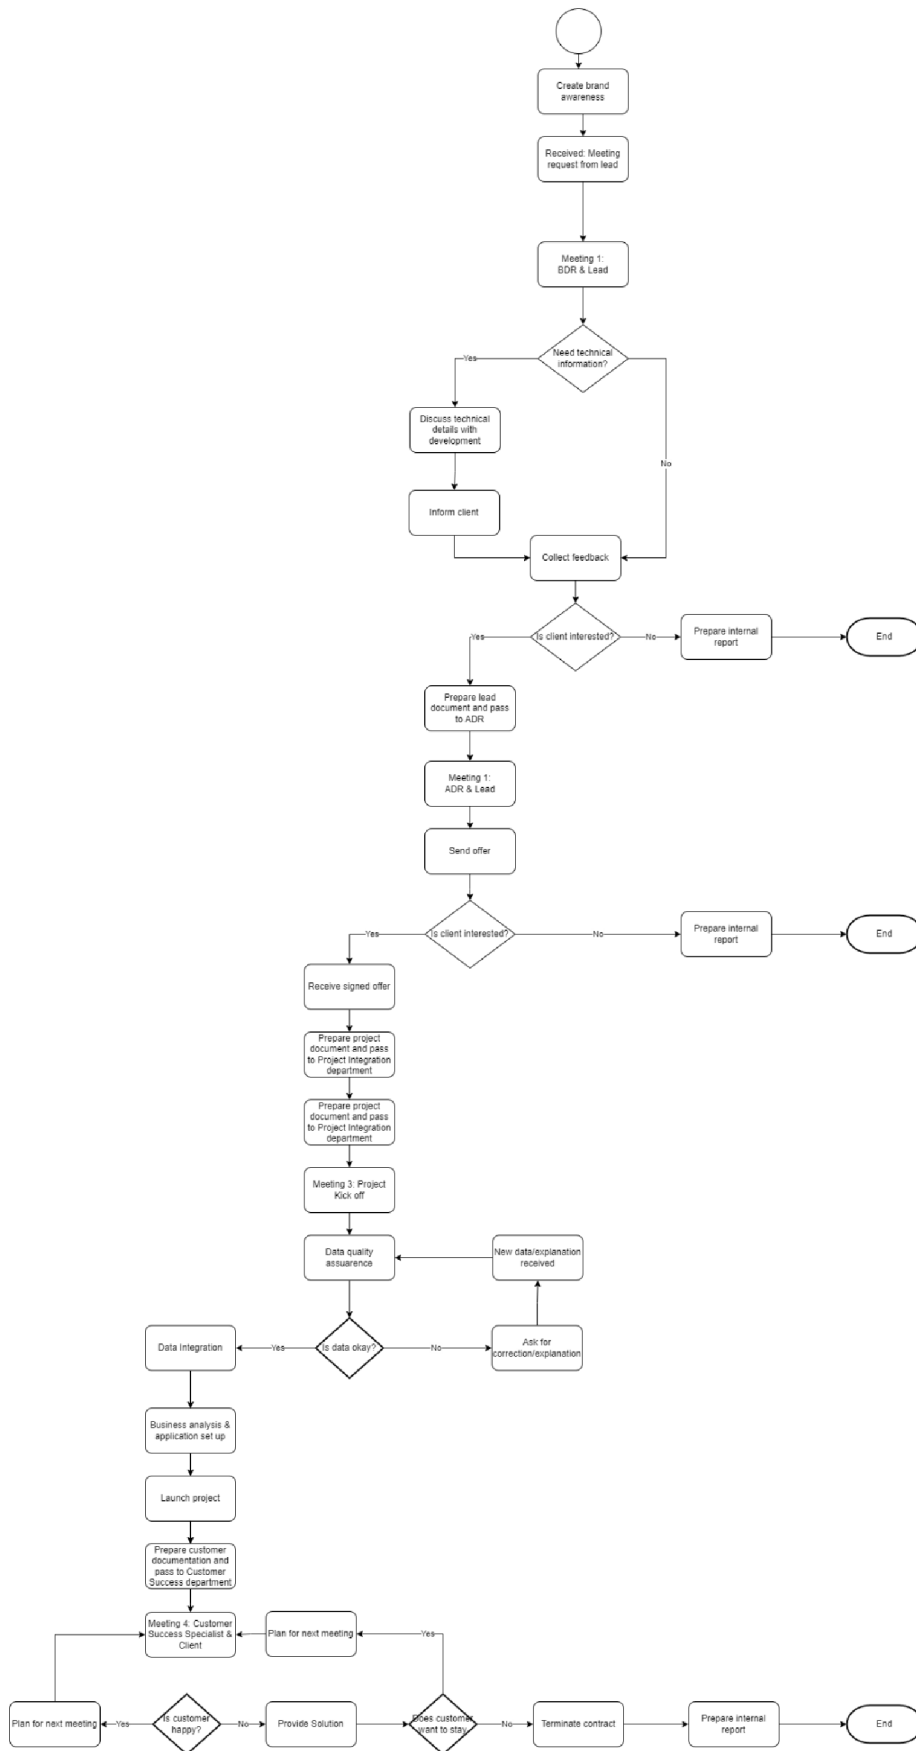 Create brand
awareness
Received: Meeting
request from lead
Meeting 1:
BDR & Lead
Need technical
information?
Yes
Discuss technical
details with
development
No
Inform client
Collect feedback
Is client interested?
No
Prepare internal
report
End
Yes
Prepare lead
document and pass
to ADR
Meeting 1:
ADR & Lead
Send offer
Is client interested?
No
Prepare internal
report
End
Yes
Receive signed offer
Prepare project
document and pass
to Project Integration
department
Prepare project
document and pass
to Project Integration
department
Meeting 3: Project
Kick off
Data quality
assuarence
New data/explanation
received
Data Integration
Yes
Is data okay?
No
Ask for
correction/explanation
Business analysis &
application set up
Launch project
Prepare customer
documentation and
pass to Customer
Success department
Meeting 4: Customer
Success Specialist &
Client
Plan for next meeting
Yes
Plan for next meeting
Yes
Is customer
happy?
No
Provide Solution
Does customer
want to stay
No
Terminate contract
Prepare internal
report
End